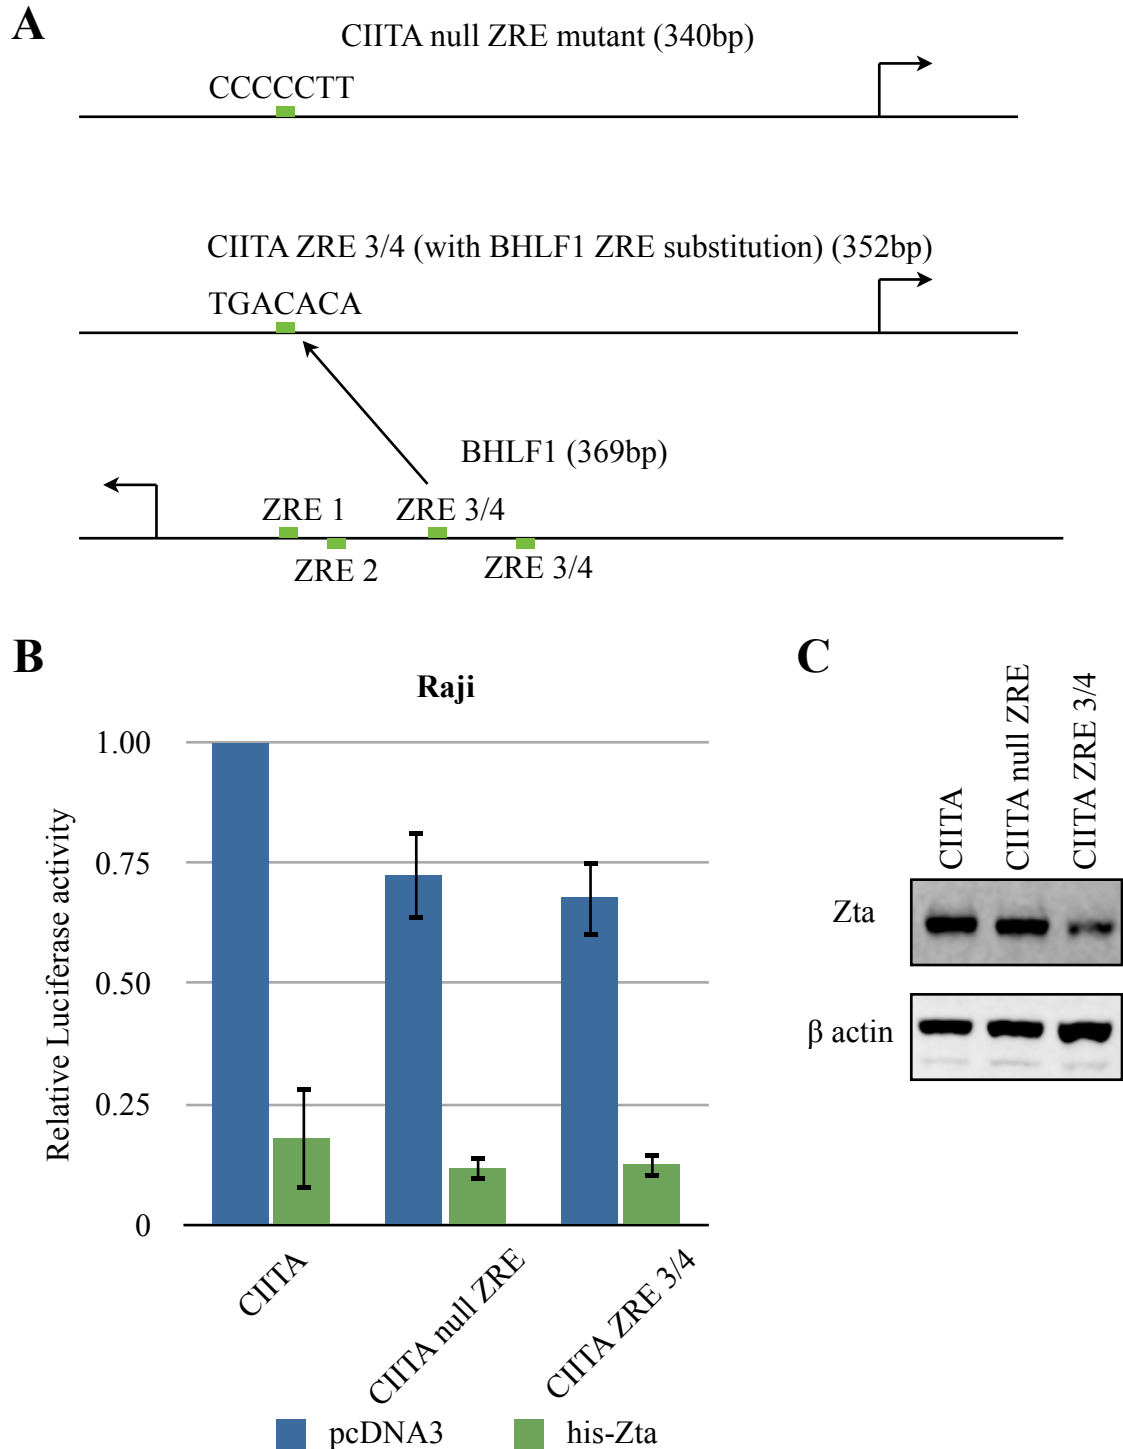 A
CIITA null ZRE mutant (340bp)
CCCCCTT
CIITA ZRE 3/4 (with BHLF1 ZRE substitution) (352bp)
TGACACA
BHLF1 (369bp)
ZRE 1
ZRE 3/4
ZRE 2
ZRE 3/4
B
Raji
1.00
0.75
0.50
0.25
0
Relative Luciferase activity
CIITA
CIITA null ZRE
CIITA ZRE 3/4
pcDNA3
his-Zta
C
CIITA
CIITA null ZRE
CIITA ZRE 3/4
Zta
β actin